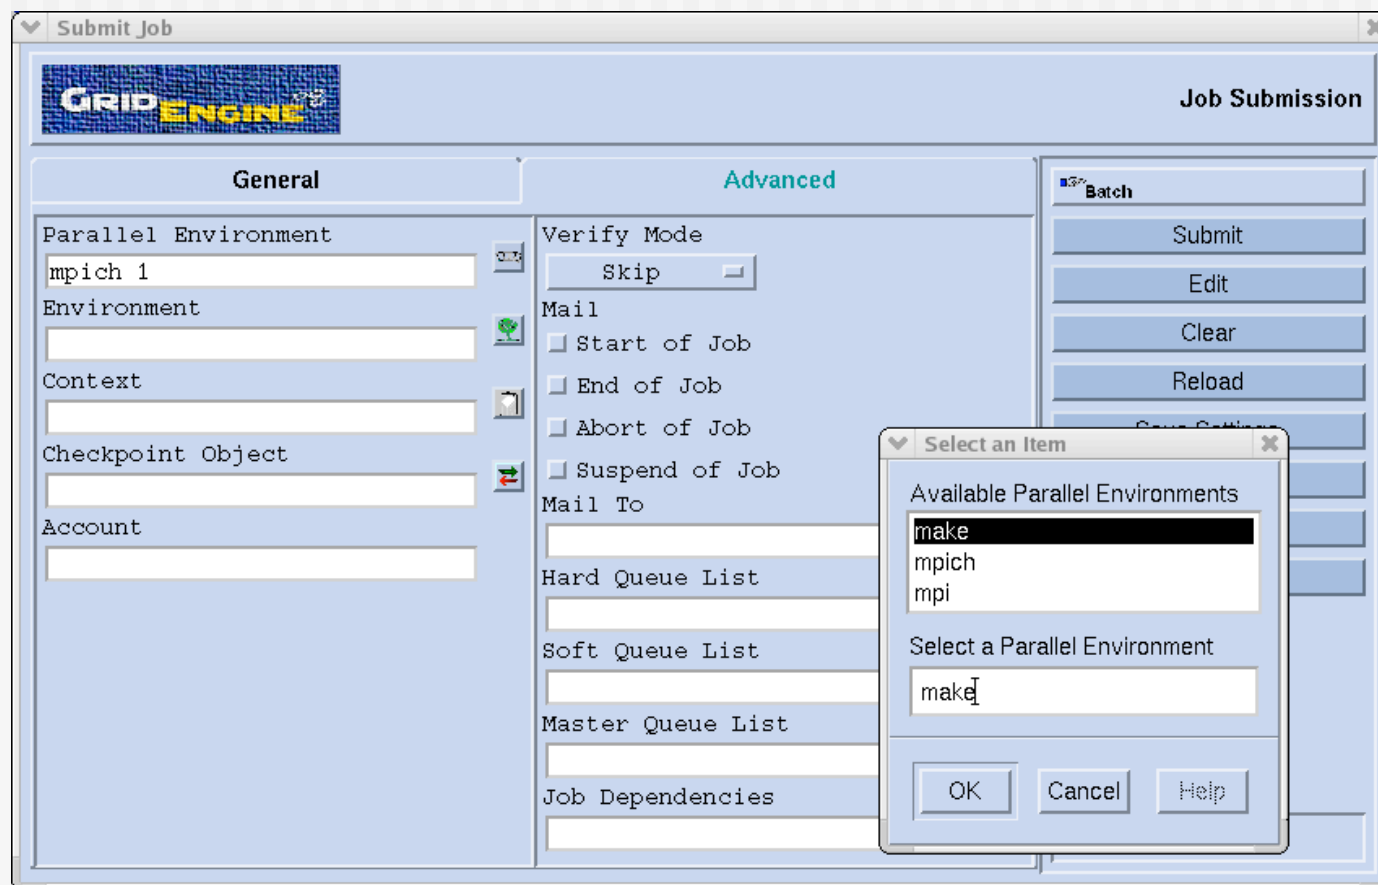 Submit Job
GRID ENGINE
Job Submission
General
Advanced
Batch
Parallel Environment
mpich 1
Environment
Context
Checkpoint Object
Account
Verify Mode
Skip
Mail
Start of Job
End of Job
Abort of Job
Suspend of Job
Mail To
Hard Queue List
Soft Queue List
Master Queue List
Job Dependencies
Submit
Edit
Clear
Reload
Save Settings
Select an Item
Available Parallel Environments
make
mpich
mpi
Select a Parallel Environment
make
OK
Cancel
Help